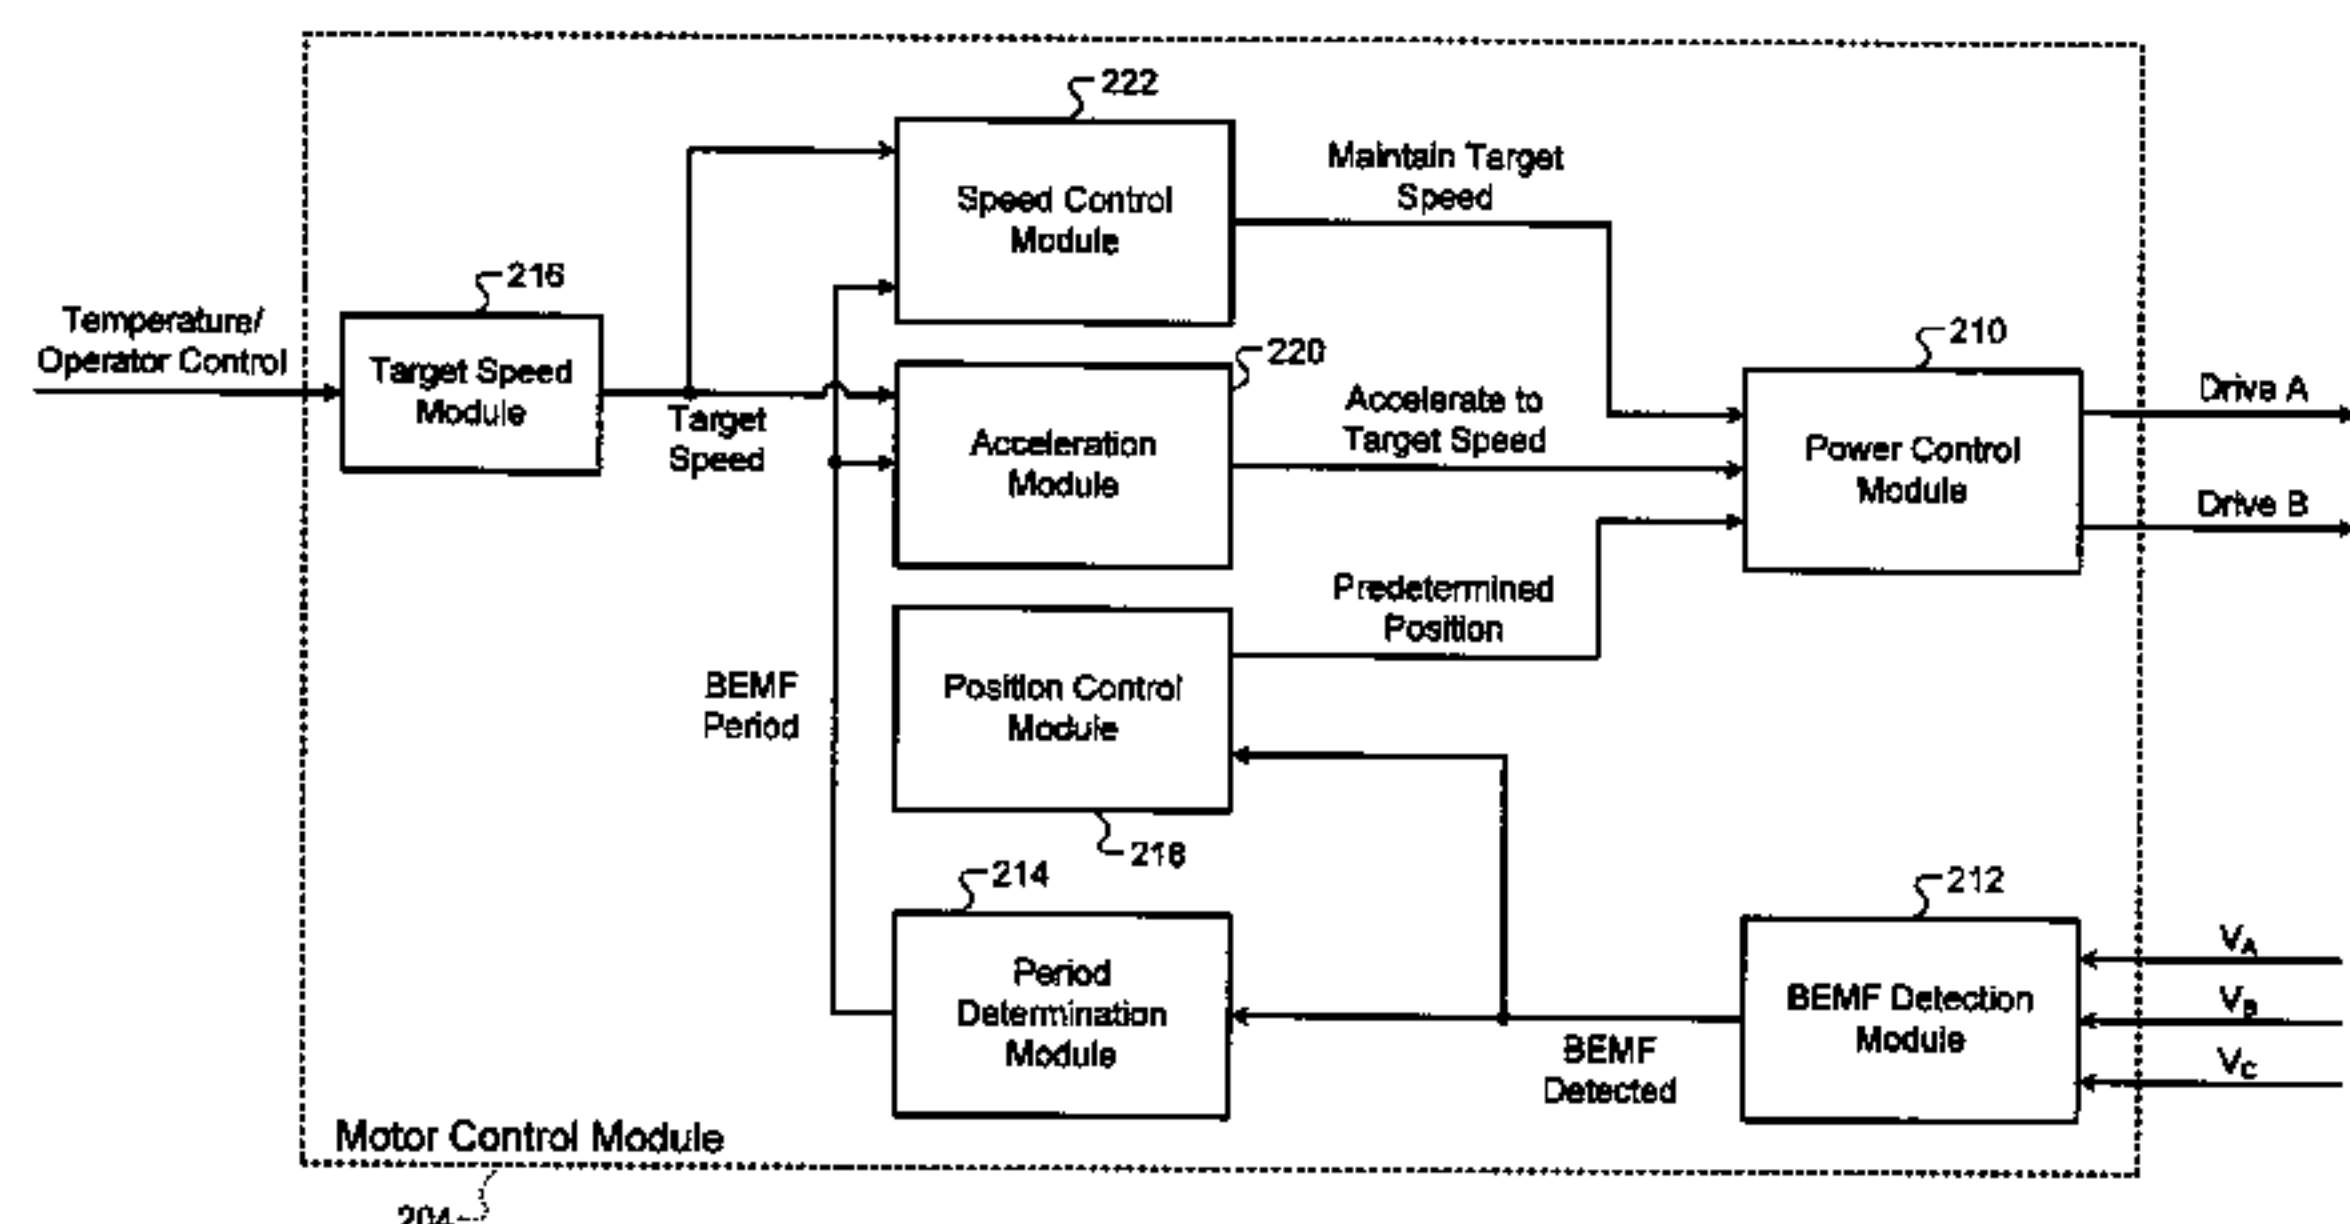 222
Maintain Target
Speed
Speed Control
Module
216
Temperature/
Operator Control
Target Speed
Module
Target
Speed
220
Acceleration
Module
Accelerate to
Target Speed
210
Power Control
Module
Drive A
Drive B
Predetermined
Position
BEMF
Period
Position Control
Module
218
214
Period
Determination
Module
BEMF
Detected
212
BEMF Detection
Module
VA
VB
VC
Motor Control Module
204